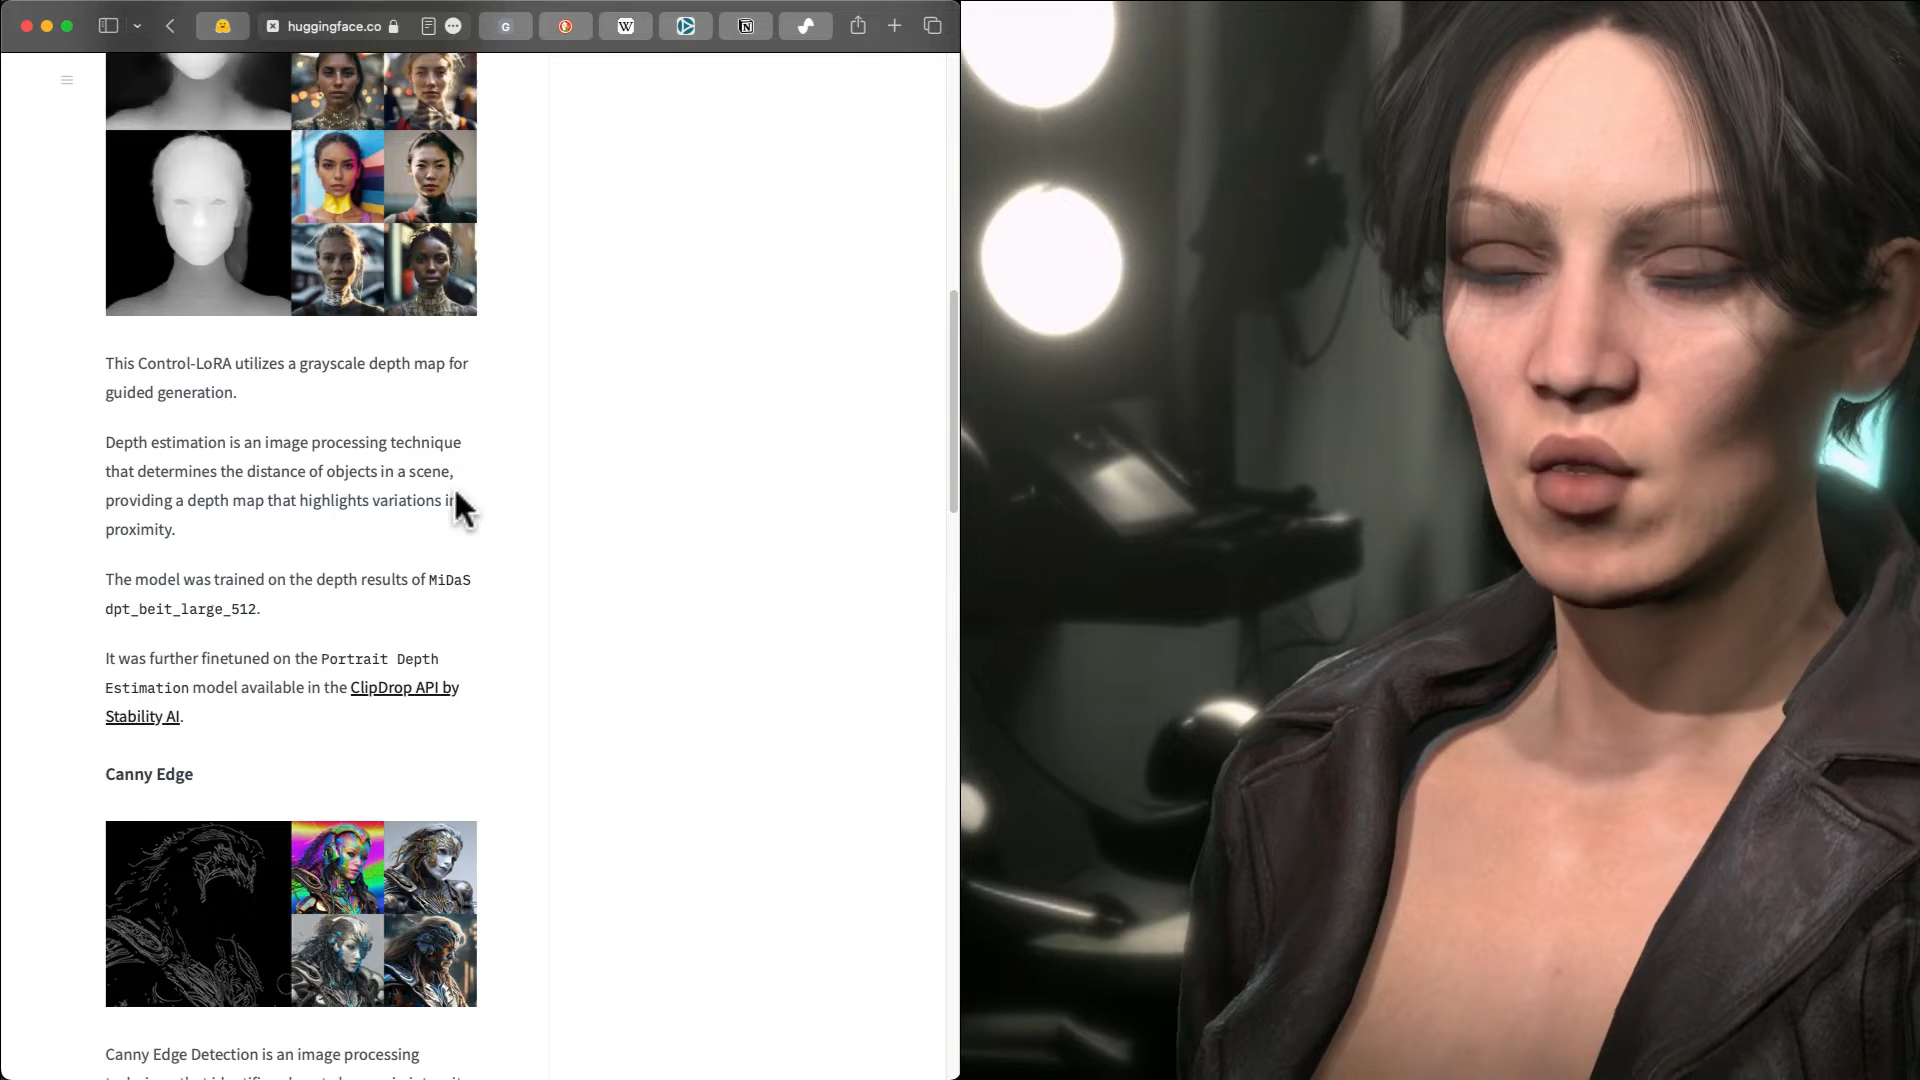 huggingface.co
G
W
N
This Control-LoRA utilizes a grayscale depth map for
guided generation.
Depth estimation is an image processing technique
that determines the distance of objects in a scene,
providing a depth map that highlights variations in
proximity.
The model was trained on the depth results of MiDaS
dpt_beit_large_512.
It was further finetuned on the Portrait Depth
Estimation model available in the ClipDrop API by
Stability AI.
Canny Edge
Canny Edge Detection is an image processing